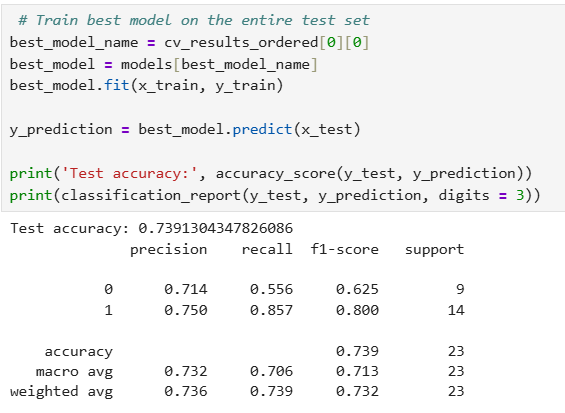 # Train best model on the entire test set
best_model_name = cv_results_ordered[0][0]
best_model = models[best_model_name]
best_model.fit(x_train, y_train)
y_prediction = best_model.predict(x_test)
print('Test accuracy:', accuracy_score(y_test, y_prediction))
print(classification_report(y_test, y_prediction, digits = 3))
Test accuracy: 0.7391304347826086
precision recall f1-score support
0 0.714 0.556 0.625 9
1 0.750 0.857 0.800 14
accuracy 0.739 23
macro avg 0.732 0.706 0.713 23
weighted avg 0.736 0.739 0.732 23